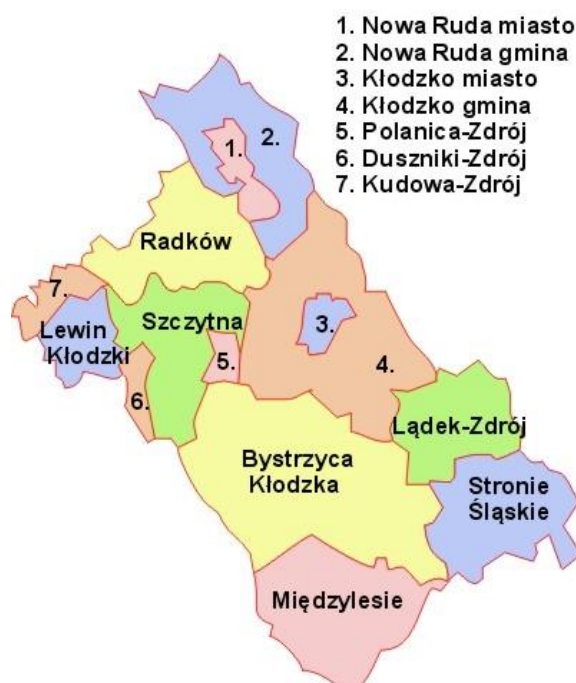 1. Nowa Ruda miasto
2. Nowa Ruda gmina
3. Kłodzko miasto
4. Kłodzko gmina
5. Polanica-Zdrój
6. Duszniki-Zdrój
7. Kudowa-Zdrój
1.
2.
Radków
7.
Lewin
Kłodzki
Szczytna
3.
5.
4.
6.
Lądek-Zdrój
Bystrzyca
Kłodzka
Stronie
Śląskie
Międzylesie